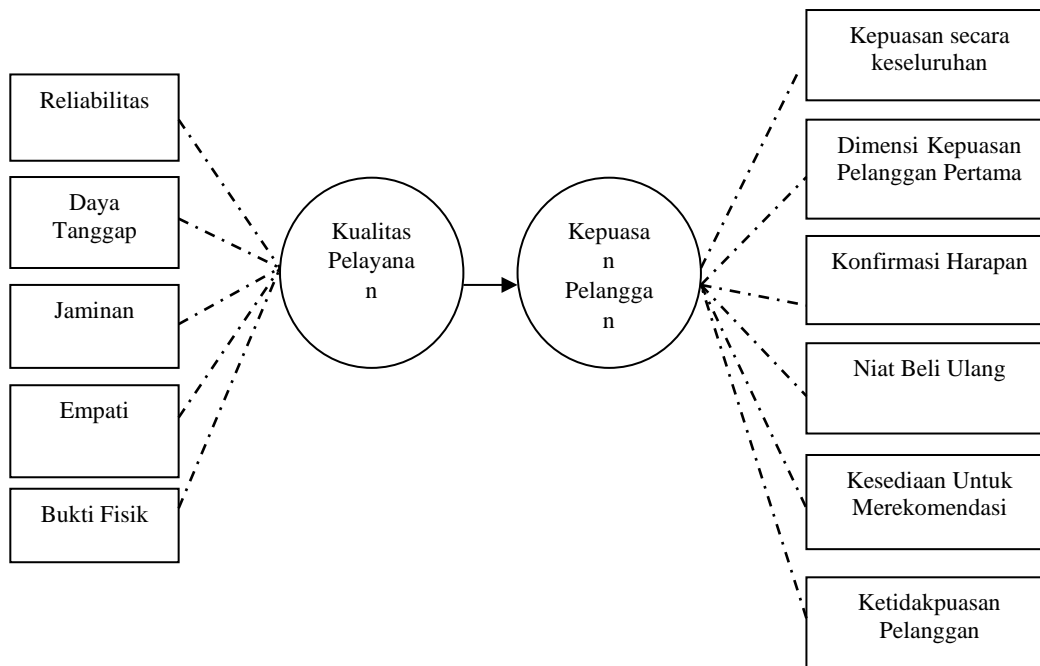 Reliabilitas
Daya
Tanggap
Jaminan
Empati
Bukti Fisik
Kualitas
Pelayana
n
Kepuasa
n
Pelangga
n
Kepuasan secara
keseluruhan
Dimensi Kepuasan
Pelanggan Pertama
Konfirmasi Harapan
Niat Beli Ulang
Kesediaan Untuk
Merekomendasi
Ketidakpuasan
Pelanggan